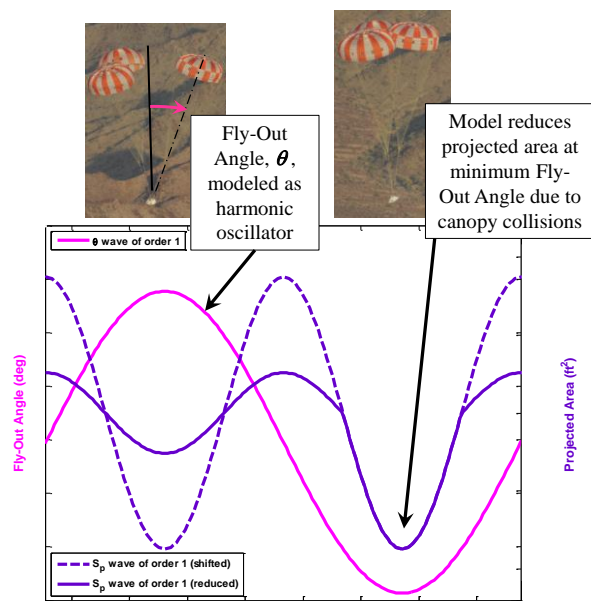 Fly-Out
Angle, θ,
modeled as
harmonic
oscillator
Model reduces
projected area at
minimum Fly-
Out Angle due to
canopy collisions
θ wave of order 1
Fly-Out Angle (deg)
Projected Area (ft²)
Sₚ wave of order 1 (shifted)
Sₚ wave of order 1 (reduced)